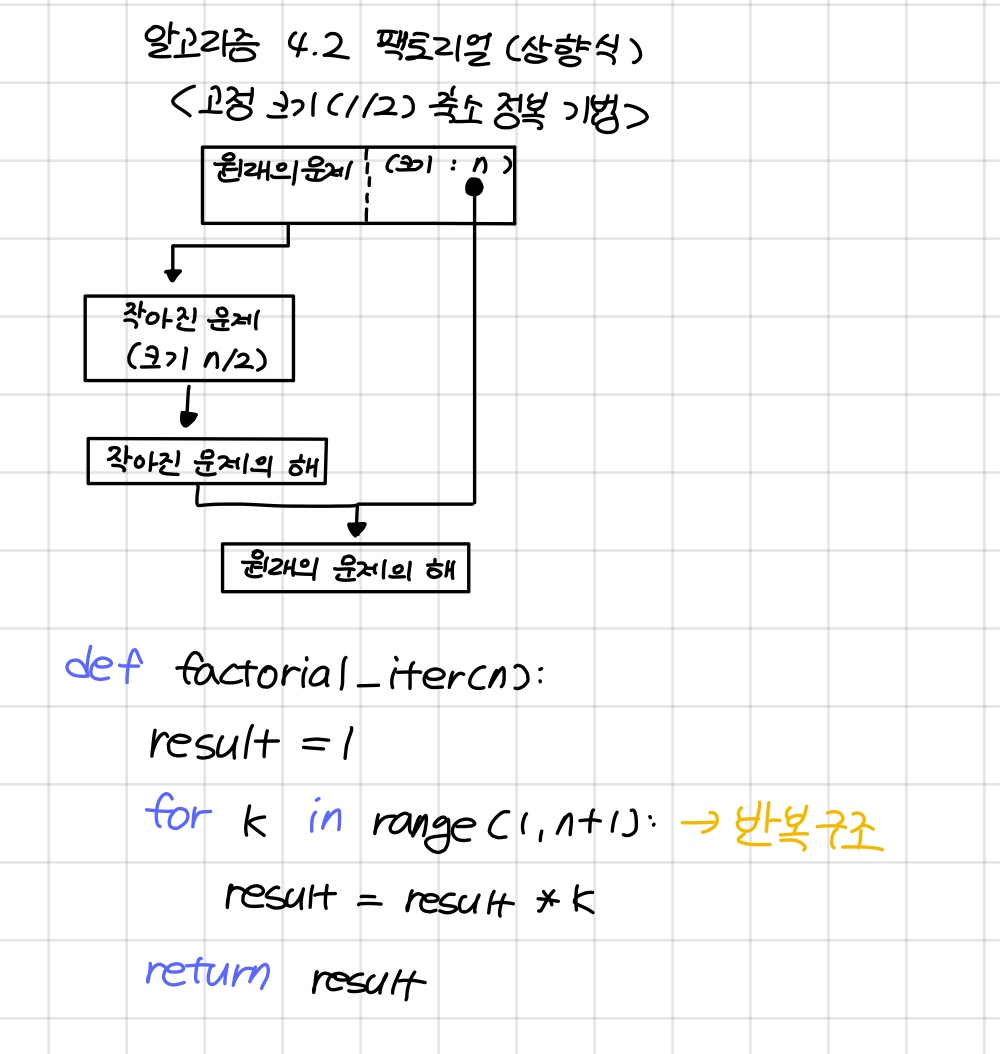 알고리즘 4.2 팩토리얼 (상향식)
<고정 크기(1/2) 축소 정복 기법>
원래의 문제 (크기 : n)
작아진 문제
(크기 n/2)
작아진 문제의 해
원래의 문제의 해
def factorial_iter(n):
result = 1
for k in range(1, n+1): → 반복구조
result = result * k
return result